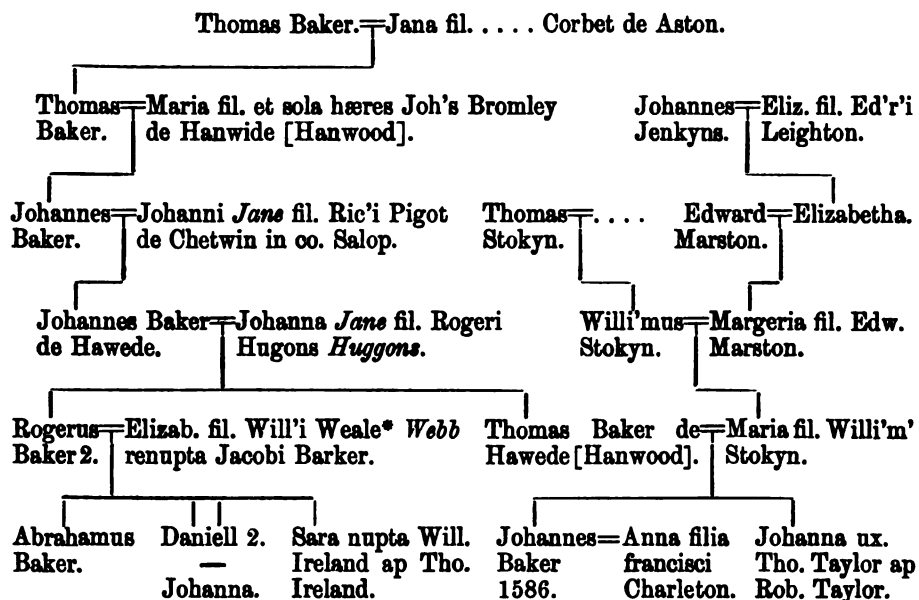 Thomas Baker.=Jana fil. . . . . Corbet de Aston.
Thomas=Maria fil. et sola hæres Joh's Bromley
Baker. de Hanwide [Hanwood].
Johannes=Eliz. fil. Ed'r'i
Jenkyns. Leighton.
Johannes=Johanni Jane fil. Ric'i Pigot
Baker. de Chetwin in co. Salop.
Thomas=. . . .
Stokyn.
Edward=Elizabetha.
Marston.
Johannes Baker=Johanna Jane fil. Rogeri
de Hawede. Hugons Huggons.
Willi'mus=Margeria fil. Edw.
Stokyn. Marston.
Rogerus=Elizab. fil. Will'i Weale* Webb
Baker 2. renupta Jacobi Barker.
Thomas Baker de=Maria fil. Willi'm'
Hawede [Hanwood]. Stokyn.
Abrahamus
Baker.
Daniell 2.
—
Johanna.
Sara nupta Will.
Ireland ap Tho.
Ireland.
Johannes=Anna filia
Baker francisci
1586. Charleton.
Johanna ux.
Tho. Taylor ap
Rob. Taylor.